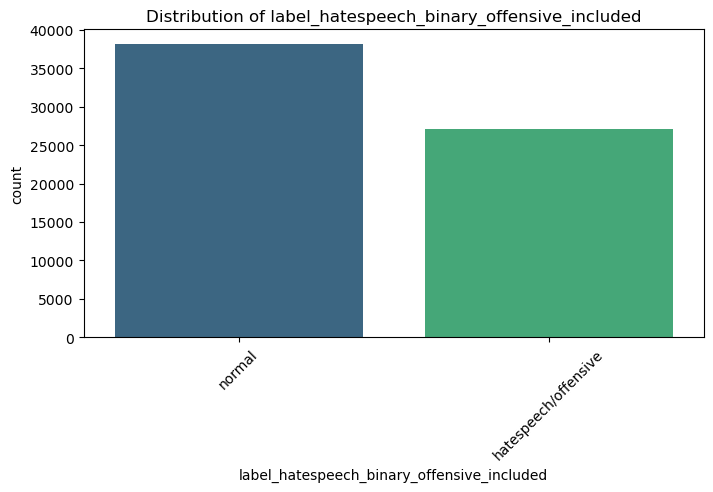 Distribution of label_hatespeech_binary_offensive_included
40000
35000
30000
25000
20000
15000
10000
5000
0
count
normal
hatespeech/offensive
label_hatespeech_binary_offensive_included